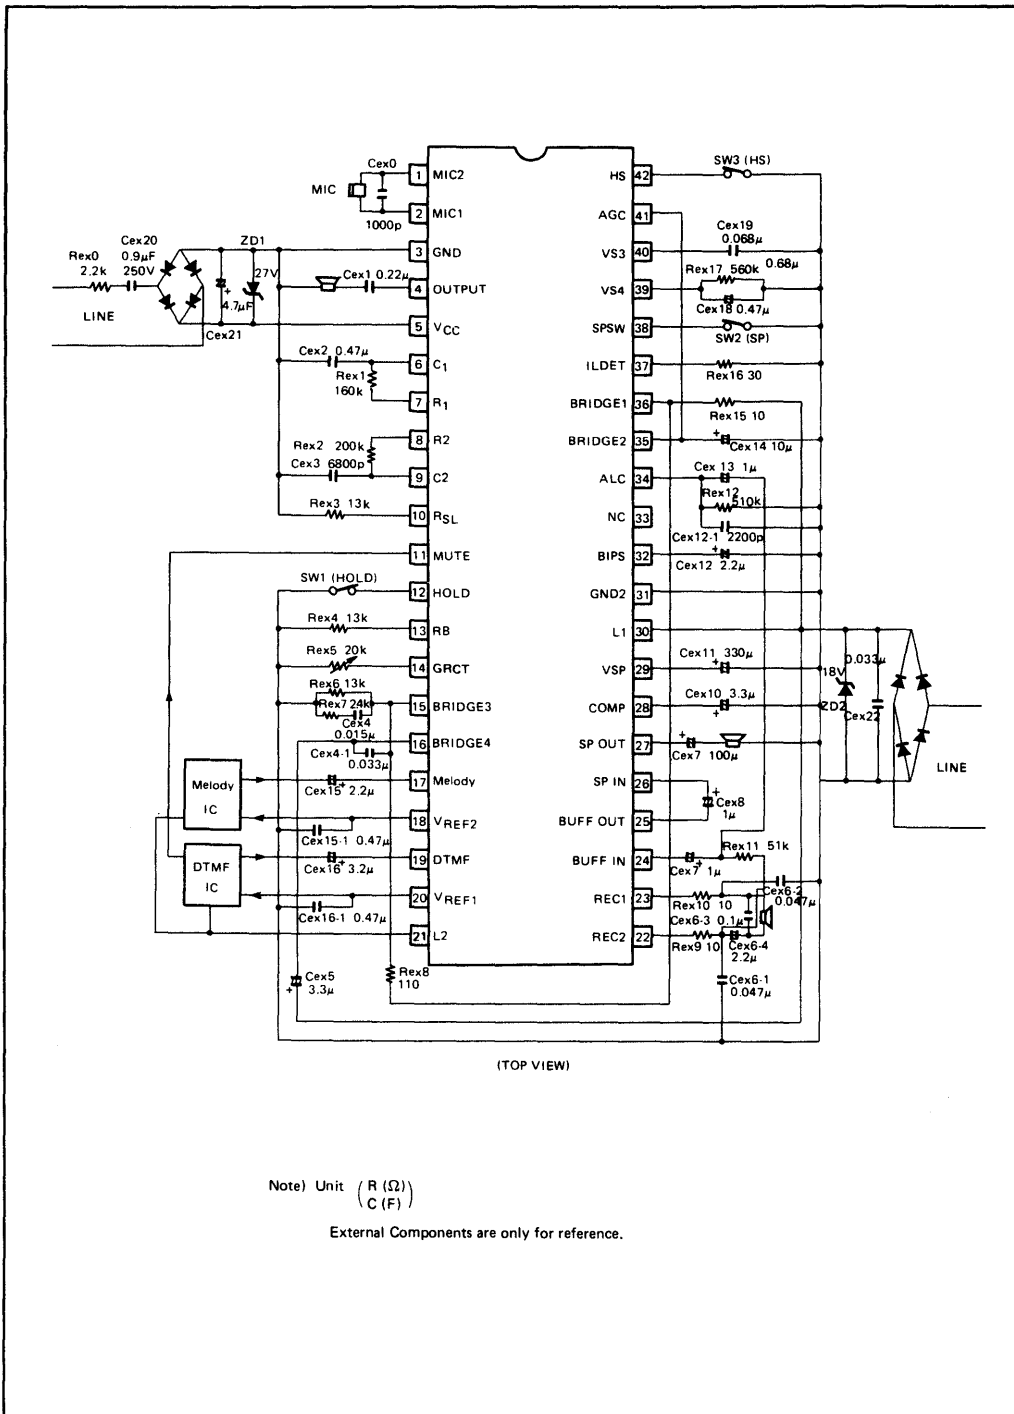 Cex0
MIC
1000p
1 MIC2
2 MIC1
3 GND
4 OUTPUT
5 VCC
6 C1
7 R1
8 R2
9 C2
10 RSL
11 MUTE
12 HOLD
13 RB
14 GRCT
15 BRIDGE3
16 BRIDGE4
17 Melody
18 VREF2
19 DTMF
20 VREF1
21 L2
HS 42
AGC 41
VS3 40
VS4 39
SPSW 38
ILDET 37
BRIDGE1 36
BRIDGE2 35
ALC 34
NC 33
BIPS 32
GND2 31
L1 30
VSP 29
COMP 28
SP OUT 27
SP IN 26
BUFF OUT 25
BUFF IN 24
REC1 23
REC2 22
Rex0
2.2k
Cex20
0.9μF
250V
ZD1
27V
4.7μF
Cex21
LINE
Cex1 0.22μ
Cex2 0.47μ
Rex1
160k
Rex2 200k
Cex3 6800p
Rex3 13k
SW1 (HOLD)
Rex4 13k
Rex5 20k
Rex6 13k
Rex7 24k
Cex4
0.015μ
Cex4-1
0.033μ
Melody
IC
Cex15+ 2.2μ
Cex15-1 0.47μ
DTMF
IC
Cex16+ 3.2μ
Cex16-1 0.47μ
Cex5
+ 3.3μ
Rex8
110
SW3 (HS)
Cex19
0.068μ
Rex17 560k
0.68μ
Cex18 0.47μ
SW2 (SP)
Rex16 30
Rex15 10
+
Cex14 10μ
Cex 13 1μ
Rex12
510k
Cex12-1 2200p
+
Cex12 2.2μ
Cex11 330μ
+
Cex10 3.3μ
+
+
Cex7 100μ
+
Cex8
1μ
Rex11 51k
Cex7+ 1μ
Cex6-2
0.047μ
Rex10 10
Cex6-3 0.1μ
Rex9 10
Cex6-4
2.2μ
Cex6-1
0.047μ
18V
ZD2
0.033μ
Cex22
LINE
(TOP VIEW)
Note) Unit ( R (Ω) )
( C (F) )
External Components are only for reference.